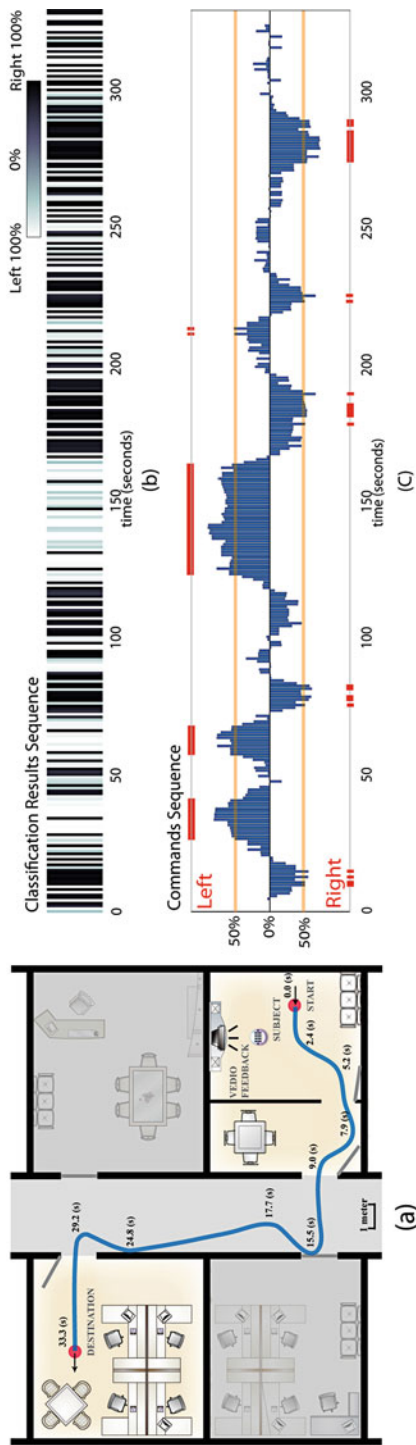 Classification Results Sequence
Left 100%
0%
Right 100%
0
50
100
150
200
250
300
time (seconds)
(b)
Commands Sequence
Left
50%
0%
50%
Right
0
50
100
150
200
250
300
time (seconds)
(C)
33.3 (s)
DESTINATION
29.2 (s)
24.8 (s)
17.7 (s)
15.5 (s)
9.0 (s)
7.9 (s)
5.2 (s)
2.4 (s)
0.0 (s)
START
VEDIO
FEEDBACK
SUBJECT
1 meter
(a)